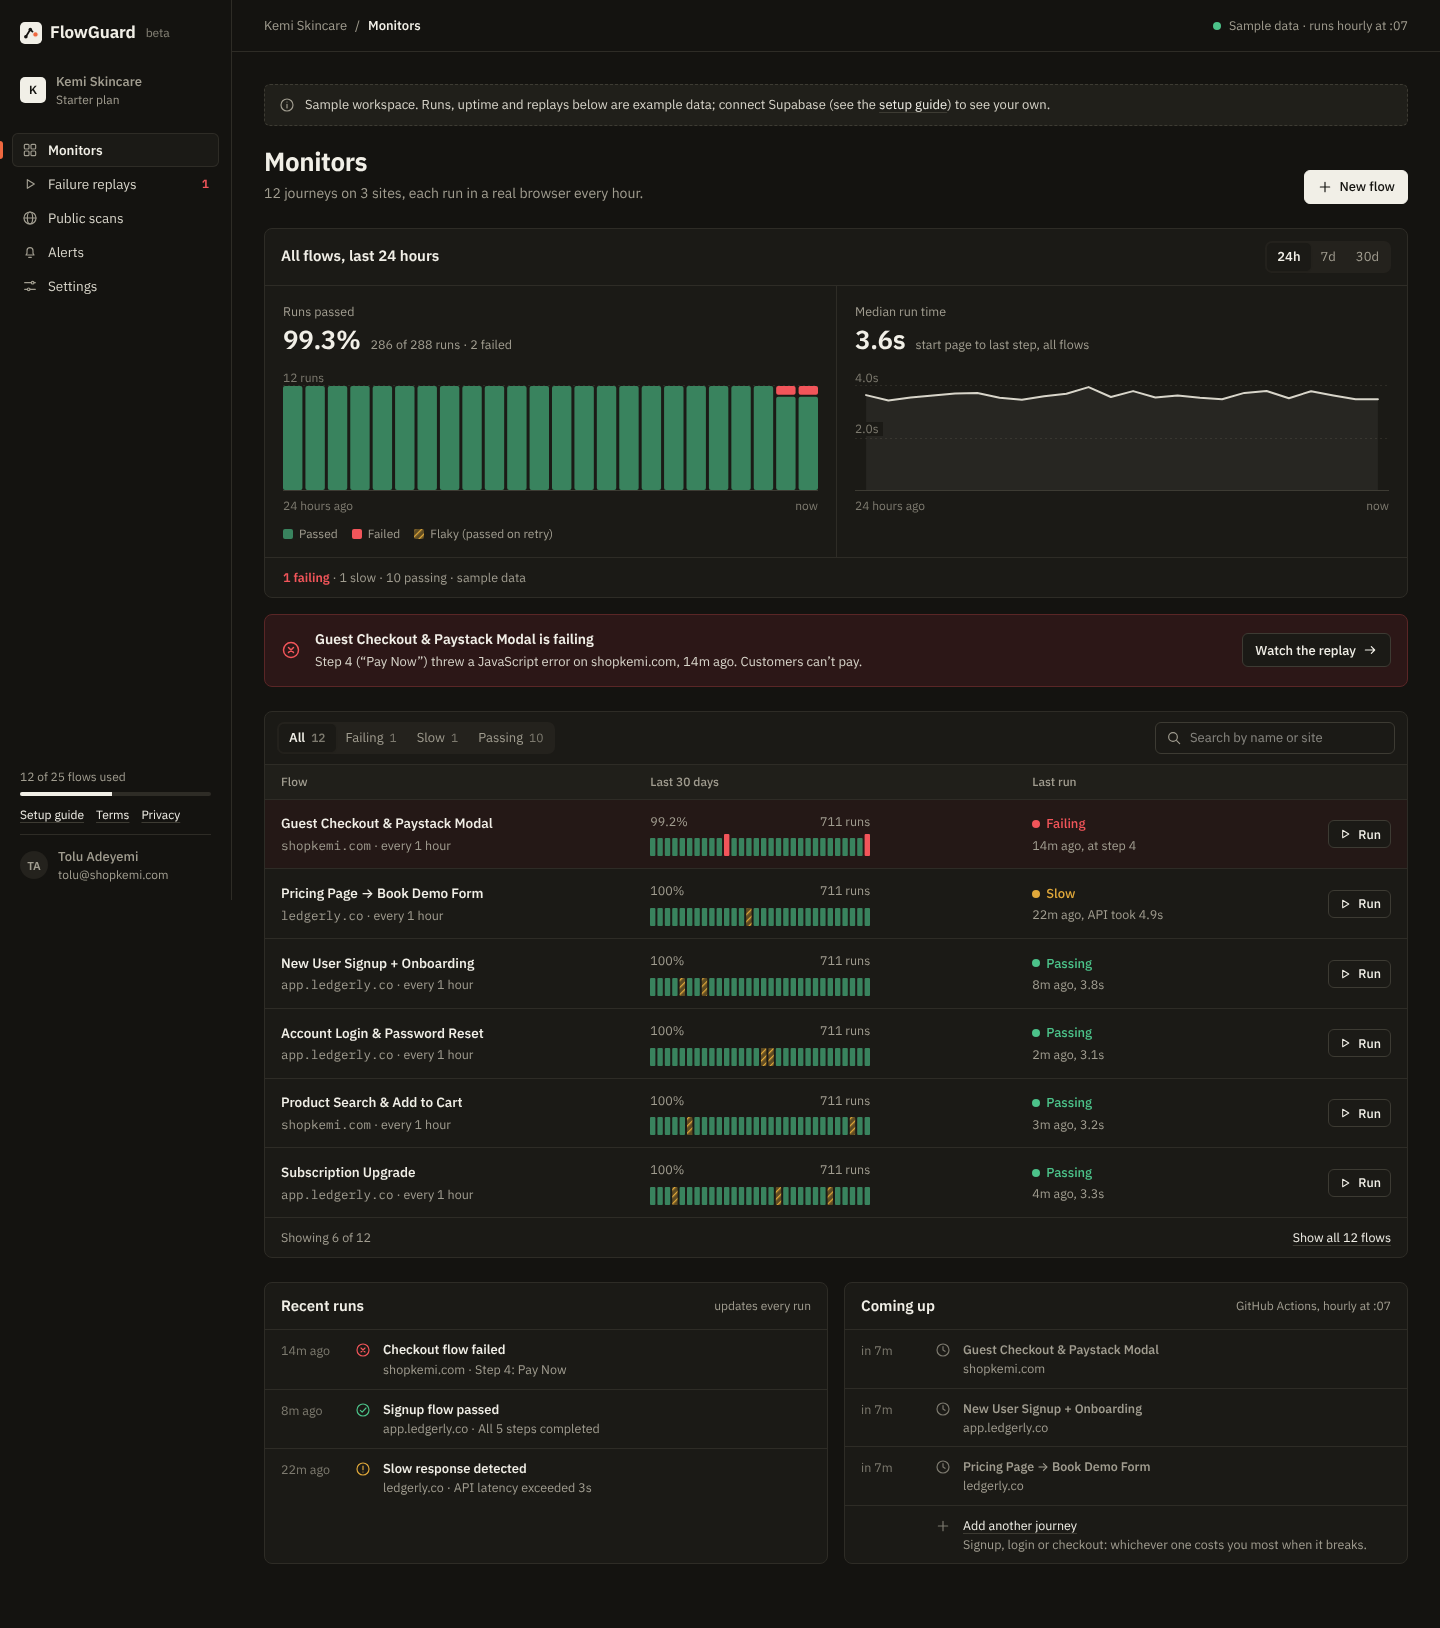 FlowGuard beta
K
Kemi Skincare
Starter plan
Monitors
Failure replays 1
Public scans
Alerts
Settings
12 of 25 flows used
Setup guide Terms Privacy
TA
Tolu Adeyemi
tolu@shopkemi.com
Kemi Skincare / Monitors
Sample data · runs hourly at :07
Sample workspace. Runs, uptime and replays below are example data; connect Supabase (see the setup guide) to see your own.
Monitors
12 journeys on 3 sites, each run in a real browser every hour.
New flow
All flows, last 24 hours
24h 7d 30d
Runs passed
99.3% 286 of 288 runs · 2 failed
12 runs
24 hours ago now
Passed Failed Flaky (passed on retry)
Median run time
3.6s start page to last step, all flows
4.0s
2.0s
24 hours ago now
1 failing · 1 slow · 10 passing · sample data
Guest Checkout & Paystack Modal is failing
Step 4 (“Pay Now”) threw a JavaScript error on shopkemi.com, 14m ago. Customers can’t pay.
Watch the replay
All 12 Failing 1 Slow 1 Passing 10
Search by name or site
Flow Last 30 days Last run
Guest Checkout & Paystack Modal
shopkemi.com · every 1 hour
99.2% 711 runs
Failing
14m ago, at step 4
Run
Pricing Page → Book Demo Form
ledgerly.co · every 1 hour
100% 711 runs
Slow
22m ago, API took 4.9s
Run
New User Signup + Onboarding
app.ledgerly.co · every 1 hour
100% 711 runs
Passing
8m ago, 3.8s
Run
Account Login & Password Reset
app.ledgerly.co · every 1 hour
100% 711 runs
Passing
2m ago, 3.1s
Run
Product Search & Add to Cart
shopkemi.com · every 1 hour
100% 711 runs
Passing
3m ago, 3.2s
Run
Subscription Upgrade
app.ledgerly.co · every 1 hour
100% 711 runs
Passing
4m ago, 3.3s
Run
Showing 6 of 12
Show all 12 flows
Recent runs updates every run
14m ago Checkout flow failed
shopkemi.com · Step 4: Pay Now
8m ago Signup flow passed
app.ledgerly.co · All 5 steps completed
22m ago Slow response detected
ledgerly.co · API latency exceeded 3s
Coming up GitHub Actions, hourly at :07
in 7m Guest Checkout & Paystack Modal
shopkemi.com
in 7m New User Signup + Onboarding
app.ledgerly.co
in 7m Pricing Page → Book Demo Form
ledgerly.co
Add another journey
Signup, login or checkout: whichever one costs you most when it breaks.